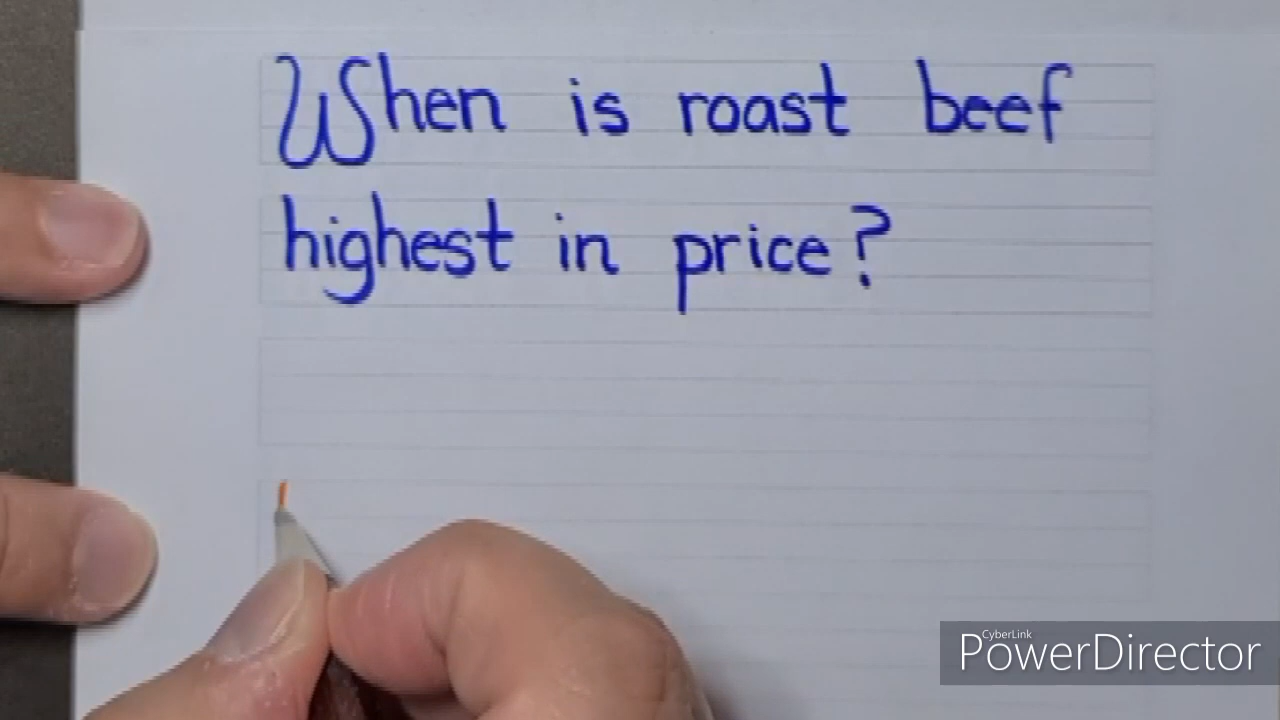 When is roast beef
highest in price?
CyberLink
PowerDirector